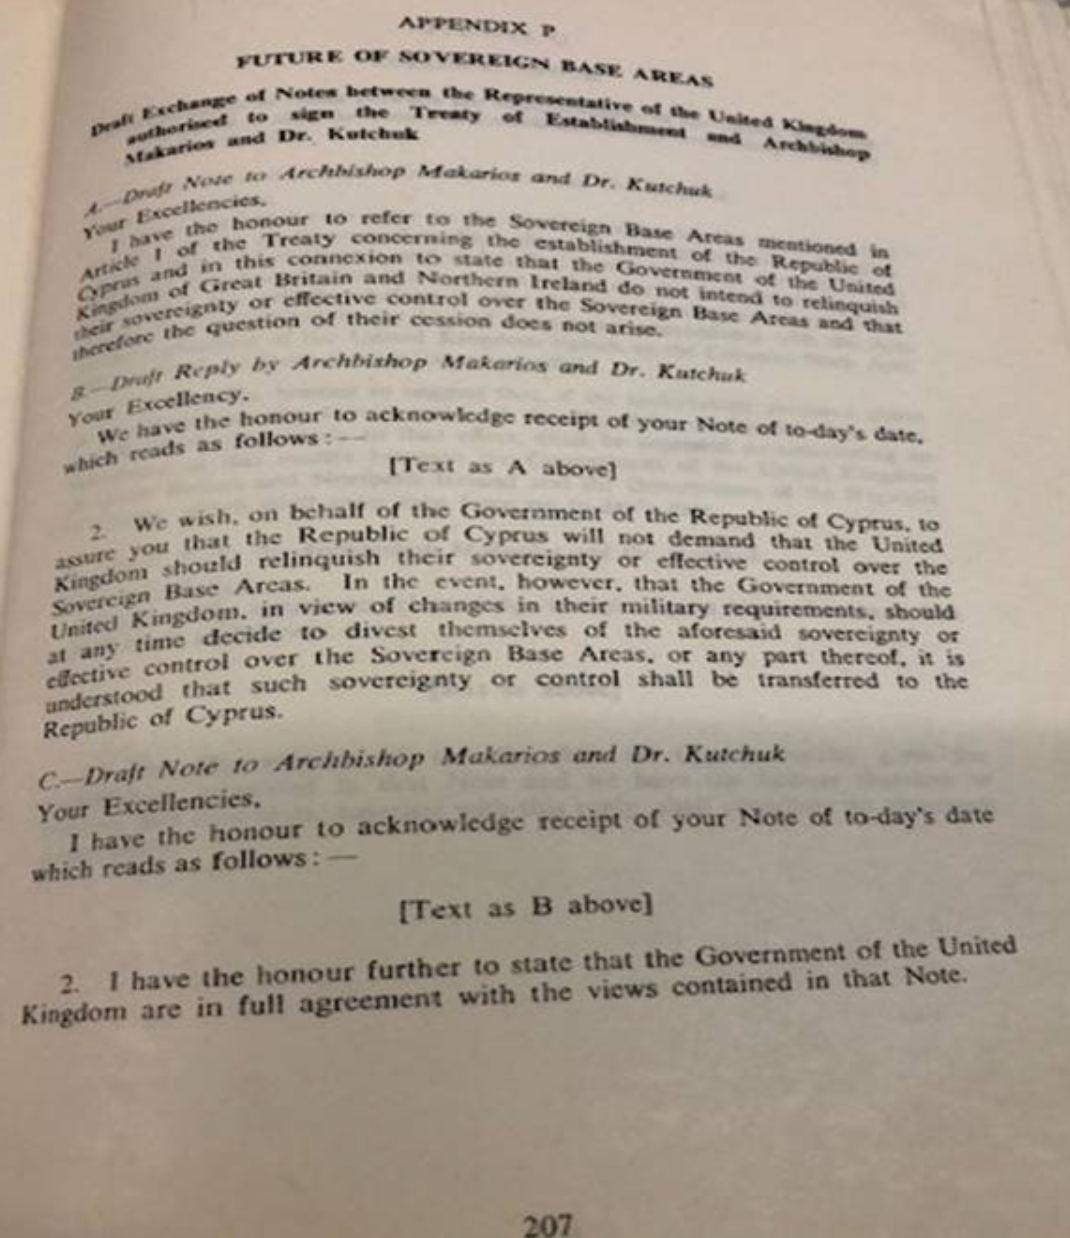 APPENDIX P
FUTURE OF SOVEREIGN BASE AREAS
Draft Exchange of Notes between the Representative of the United Kingdom
authorised to sign the Treaty of Establishment and Archbishop
Makarios and Dr. Kutchuk
A.—Draft Note to Archbishop Makarios and Dr. Kutchuk
Your Excellencies,
I have the honour to refer to the Sovereign Base Areas mentioned in
Article 1 of the Treaty concerning the establishment of the Republic of
Cyprus and in this connexion to state that the Government of the United
Kingdom of Great Britain and Northern Ireland do not intend to relinquish
their sovereignty or effective control over the Sovereign Base Areas and that
therefore the question of their cession does not arise.
B.—Draft Reply by Archbishop Makarios and Dr. Kutchuk
Your Excellency,
We have the honour to acknowledge receipt of your Note of to-day's date,
which reads as follows:—
[Text as A above]
2. We wish, on behalf of the Government of the Republic of Cyprus, to
assure you that the Republic of Cyprus will not demand that the United
Kingdom should relinquish their sovereignty or effective control over the
Sovereign Base Areas. In the event, however, that the Government of the
United Kingdom, in view of changes in their military requirements, should
at any time decide to divest themselves of the aforesaid sovereignty or
effective control over the Sovereign Base Areas, or any part thereof, it is
understood that such sovereignty or control shall be transferred to the
Republic of Cyprus.
C.—Draft Note to Archbishop Makarios and Dr. Kutchuk
Your Excellencies,
I have the honour to acknowledge receipt of your Note of to-day's date
which reads as follows:—
[Text as B above]
2. I have the honour further to state that the Government of the United
Kingdom are in full agreement with the views contained in that Note.
207